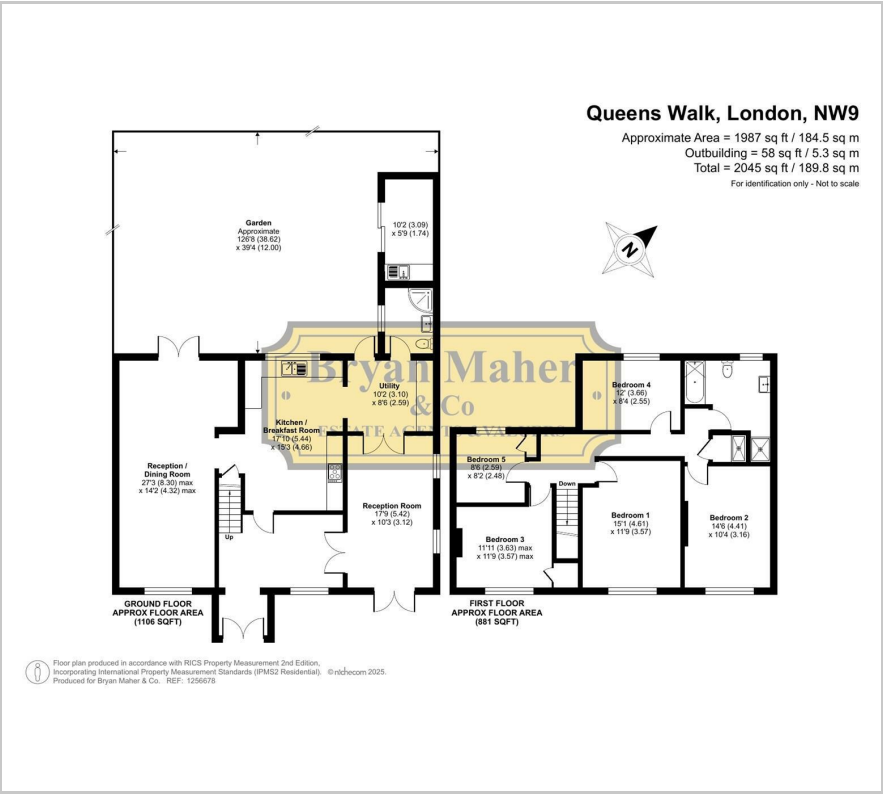 Queens Walk, London, NW9
Approximate Area = 1987 sq ft / 184.5 sq m
Outbuilding = 58 sq ft / 5.3 sq m
Total = 2045 sq ft / 189.8 sq m
For identification only - Not to scale
N
Garden
Approximate
126'8 (38.62)
x 39'4 (12.00)
10'2 (3.09)
x 5'9 (1.74)
Bryan Maher
& Co
ESTATE AGENTS & VALUERS
Utility
10'2 (3.10)
x 8'6 (2.59)
Kitchen /
Breakfast Room
17'10 (5.44)
x 15'3 (4.66)
Reception /
Dining Room
27'3 (8.30) max
x 14'2 (4.32) max
Up
Reception Room
17'9 (5.42)
x 10'3 (3.12)
GROUND FLOOR
APPROX FLOOR AREA
(1106 SQFT)
Bedroom 4
12' (3.66)
x 8'4 (2.55)
Bedroom 5
8'6 (2.59)
x 8'2 (2.48)
Down
Bedroom 3
11'11 (3.63) max
x 11'9 (3.57) max
Bedroom 1
15'1 (4.61)
x 11'9 (3.57)
Bedroom 2
14'6 (4.41)
x 10'4 (3.16)
FIRST FLOOR
APPROX FLOOR AREA
(881 SQFT)
Floor plan produced in accordance with RICS Property Measurement 2nd Edition,
Incorporating International Property Measurement Standards (IPMS2 Residential). © nichecom 2025.
Produced for Bryan Maher & Co. REF: 1256678